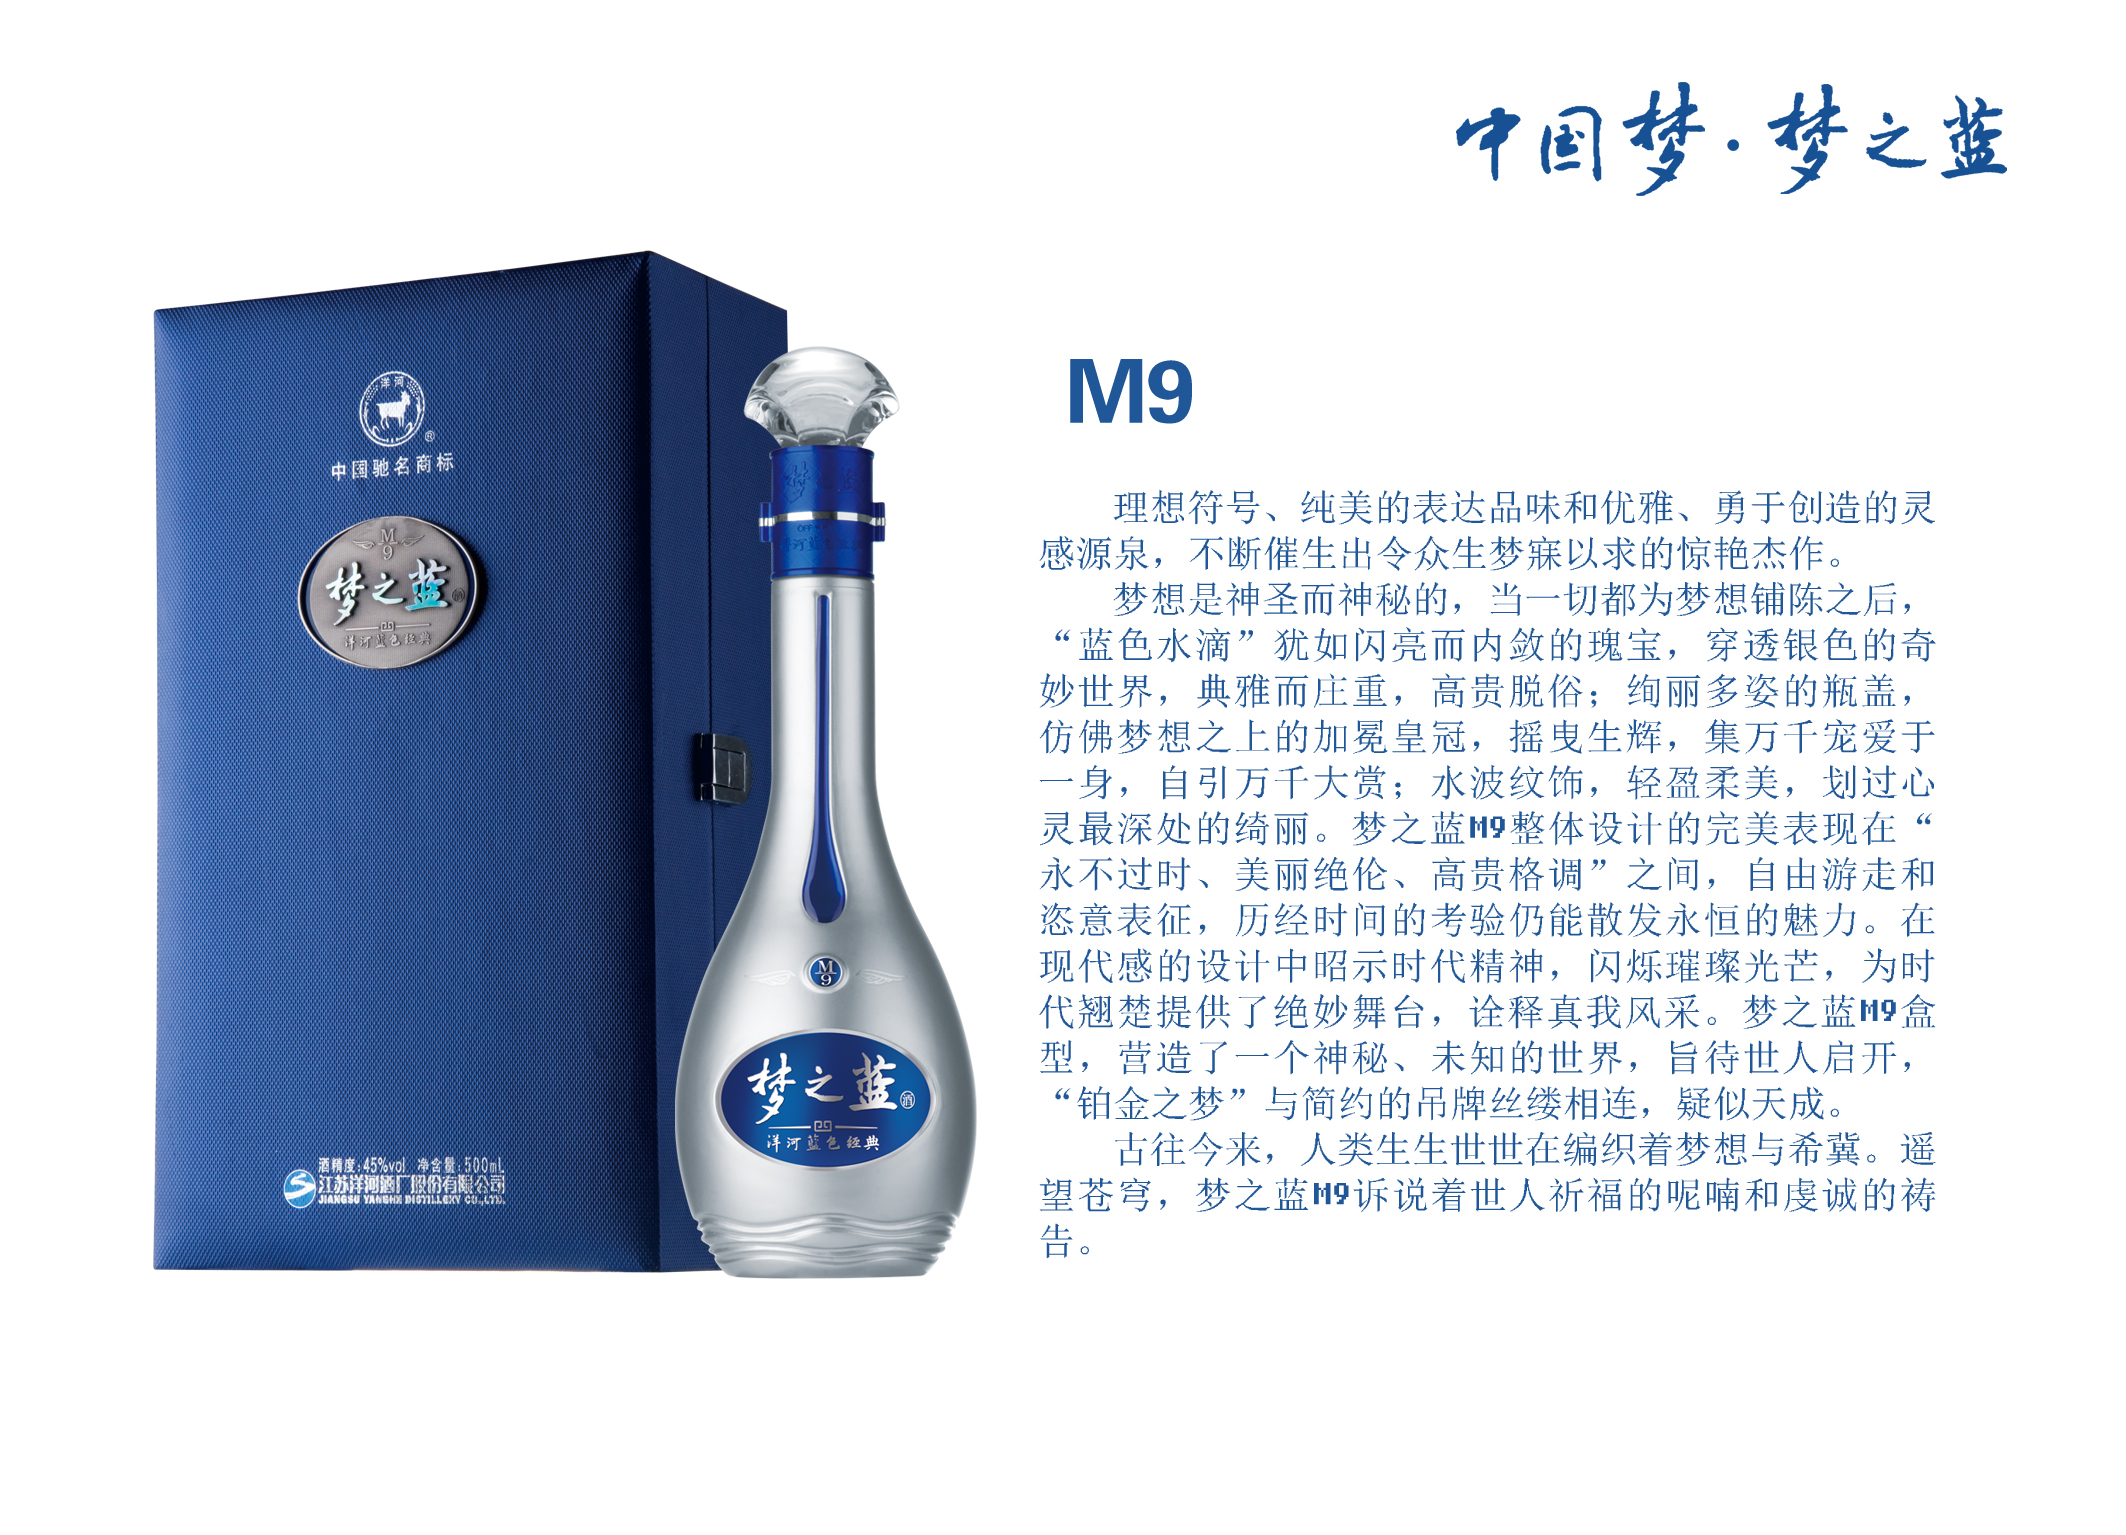 中国梦·梦之蓝
洋河
®
中国驰名商标
M
9
梦之蓝
酒
洋河蓝色经典
酒精度:45%vol 净含量:500mL
江苏洋河酒厂股份有限公司
JIANGSU YANGHE DISTILLERY CO.,LTD.
梦之蓝
M
9
梦之蓝
酒
洋河蓝色经典
M9
理想符号、纯美的表达品味和优雅、勇于创造的灵
感源泉，不断催生出令众生梦寐以求的惊艳杰作。
梦想是神圣而神秘的，当一切都为梦想铺陈之后，
“蓝色水滴”犹如闪亮而内敛的瑰宝，穿透银色的奇
妙世界，典雅而庄重，高贵脱俗；绚丽多姿的瓶盖，
仿佛梦想之上的加冕皇冠，摇曳生辉，集万千宠爱于
一身，自引万千大赏；水波纹饰，轻盈柔美，划过心
灵最深处的绮丽。梦之蓝M9整体设计的完美表现在“
永不过时、美丽绝伦、高贵格调”之间，自由游走和
恣意表征，历经时间的考验仍能散发永恒的魅力。在
现代感的设计中昭示时代精神，闪烁璀璨光芒，为时
代翘楚提供了绝妙舞台，诠释真我风采。梦之蓝M9盒
型，营造了一个神秘、未知的世界，旨待世人启开，
“铂金之梦”与简约的吊牌丝缕相连，疑似天成。
古往今来，人类生生世世在编织着梦想与希冀。遥
望苍穹，梦之蓝M9诉说着世人祈福的呢喃和虔诚的祷
告。